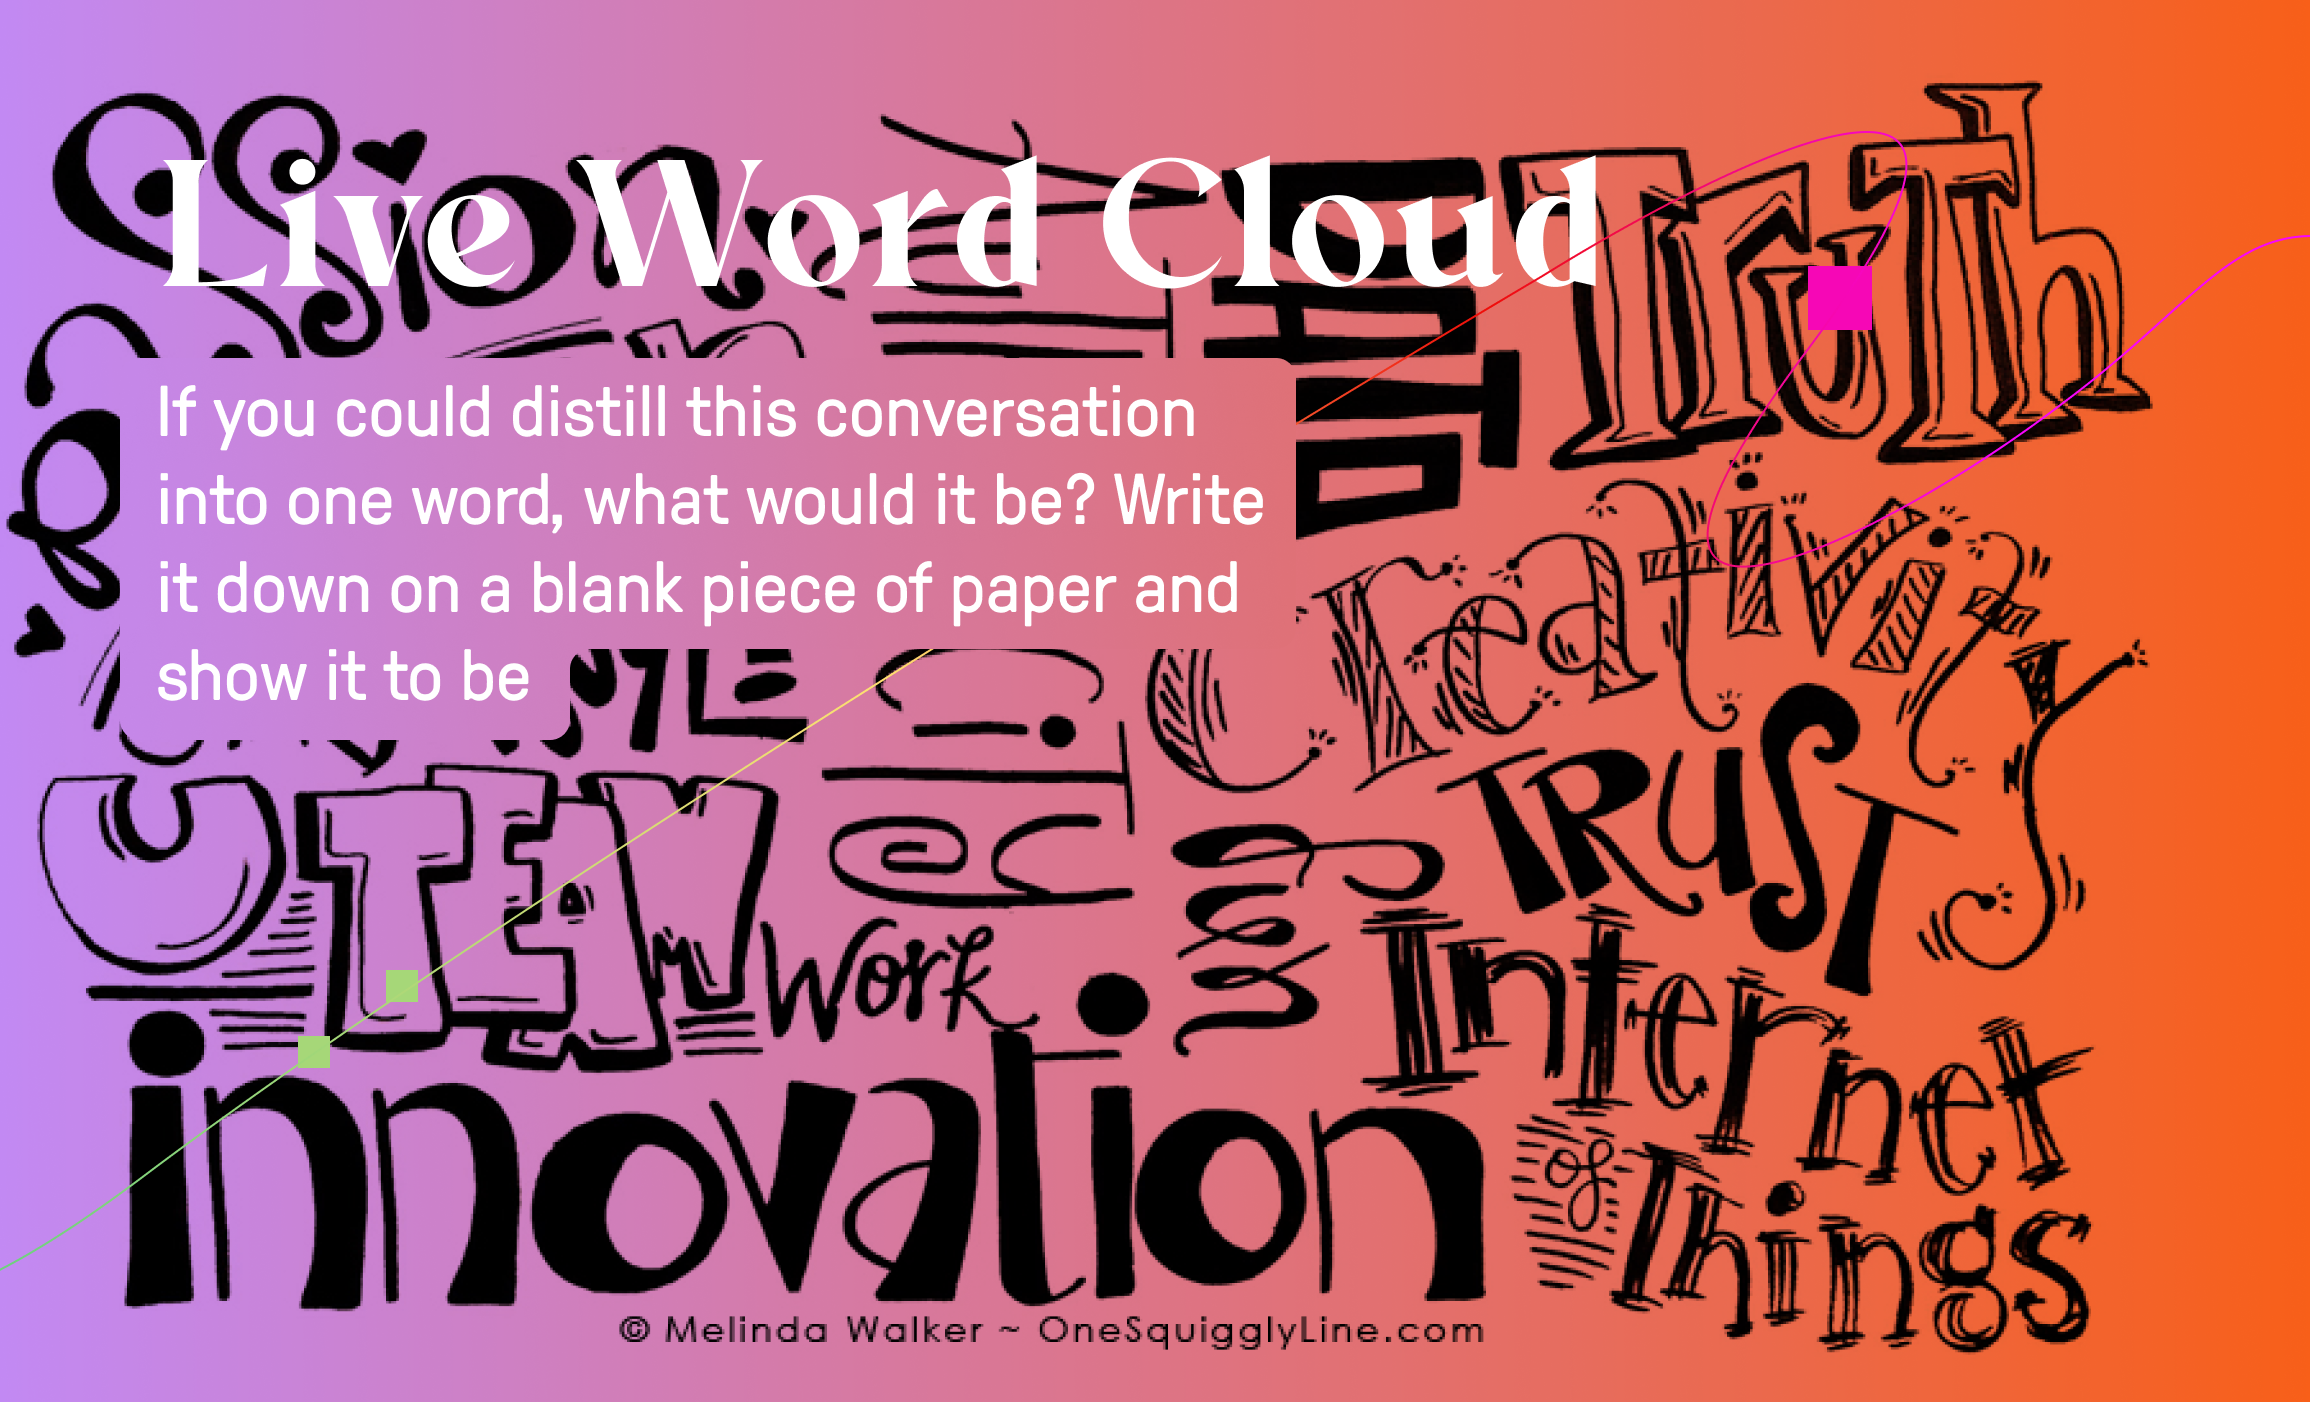 Live Word Cloud
If you could distill this conversation
into one word, what would it be? Write
it down on a blank piece of paper and
show it to be
Truth
Creativity
TRUST
TEAM
work
Internet
of
Things
innovation
© Melinda Walker ~ OneSquigglyLine.com